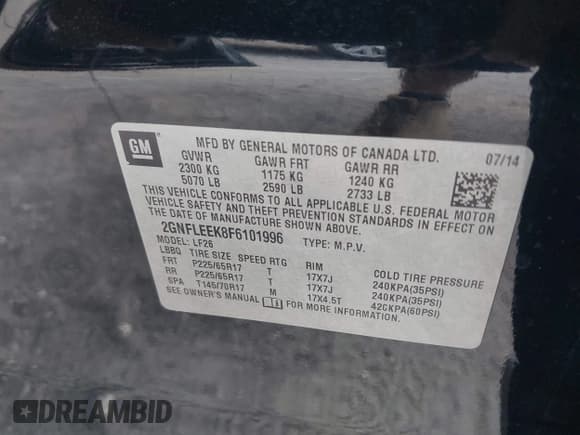 GM
MFD BY GENERAL MOTORS OF CANADA LTD. 07/14
GVWR GAWR FRT GAWR RR
2300 KG 1175 KG 1240 KG
5070 LB 2590 LB 2733 LB
THIS VEHICLE CONFORMS TO ALL APPLICABLE U.S. FEDERAL
VEHICLE SAFETY AND THEFT PREVENTION STANDARDS IN EFFECT ON
THE DATE OF MANUFACTURE SHOWN ABOVE.
2GNFLEEK8F6101996 TYPE: M.P.V.
MODEL: LF26
LBBQ TIRE SIZE SPEED RTG RIM COLD TIRE PRESSURE
FRT P225/65R17 T 17X7J 240KPA(35PSI)
RR P225/65R17 T 17X7J 240KPA(35PSI)
SPA T145/70R17 M 17X4.5T 420KPA(60PSI)
SEE OWNER'S MANUAL FOR MORE INFORMATION.
DREAMBID